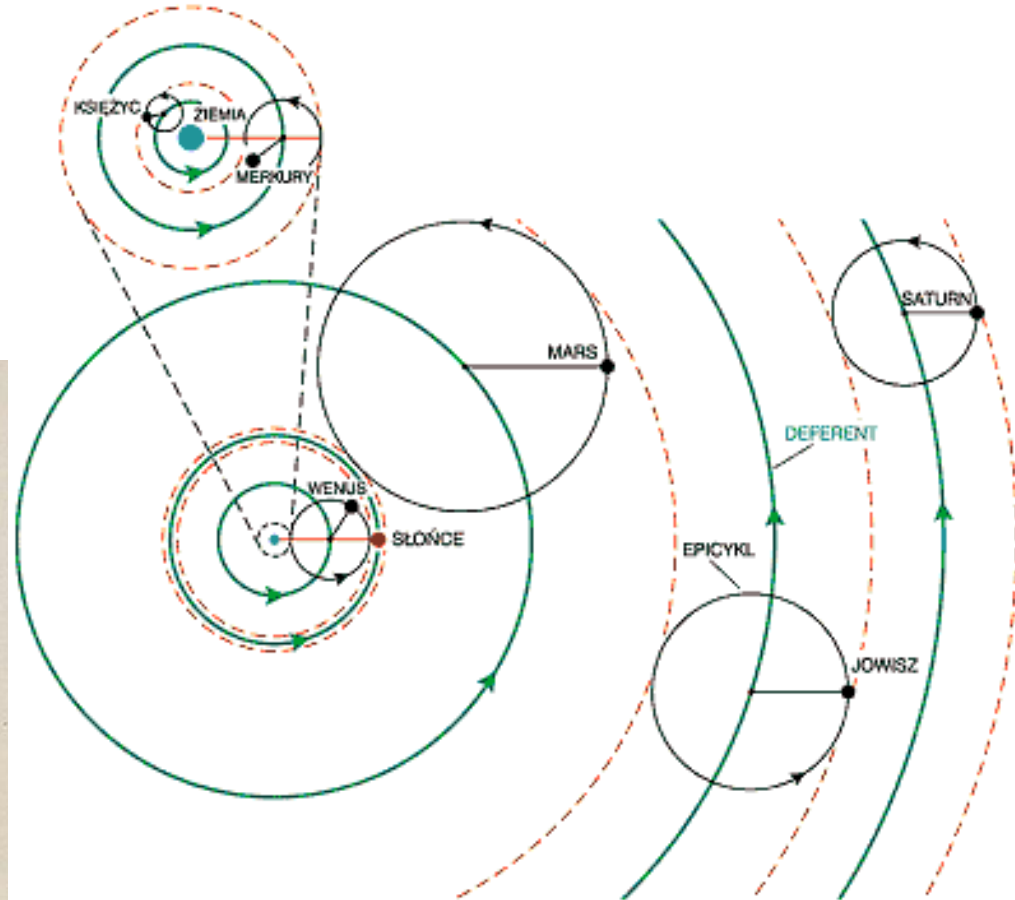 KSIĘŻYC
ZIEMIA
MERKURY
SATURN
MARS
DEFERENT
WENUS
SŁOŃCE
EPICYKL
JOWISZ